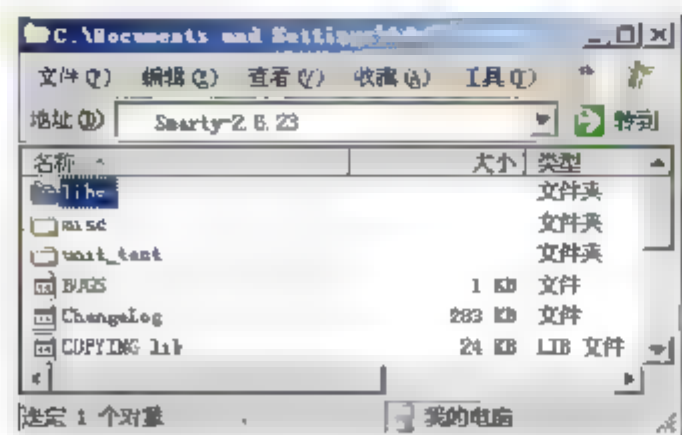 C:\Documents and Setting
文件(F) 编辑(E) 查看(V) 收藏(A) 工具(T) »
地址(D) Smarty-2.6.23 转到
名称 大小 类型
libs 文件夹
misc 文件夹
unit_test 文件夹
BUGS 1 KB 文件
ChangeLog 283 KB 文件
COPYING.lib 24 KB LIB 文件
选定 1 个对象 我的电脑